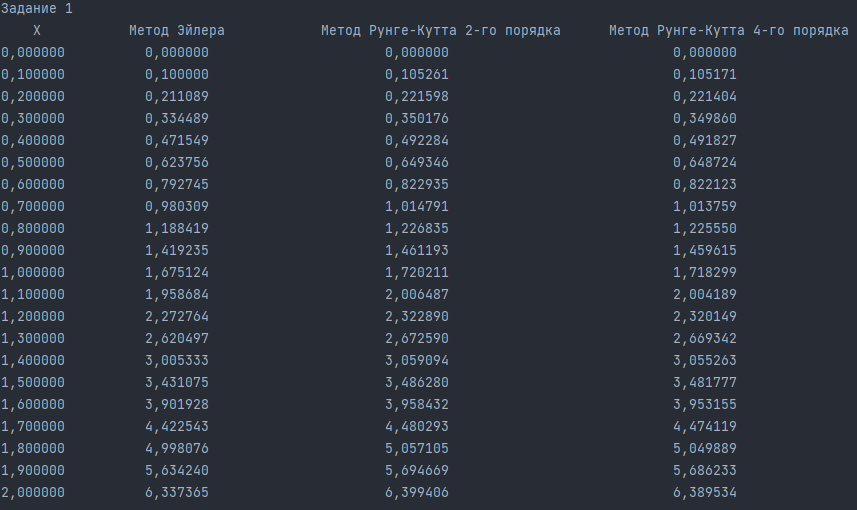 Задание 1
X Метод Эйлера Метод Рунге-Кутта 2-го порядка Метод Рунге-Кутта 4-го порядка
0,000000 0,000000 0,000000 0,000000
0,100000 0,100000 0,105261 0,105171
0,200000 0,211089 0,221598 0,221404
0,300000 0,334489 0,350176 0,349860
0,400000 0,471549 0,492284 0,491827
0,500000 0,623756 0,649346 0,648724
0,600000 0,792745 0,822935 0,822123
0,700000 0,980309 1,014791 1,013759
0,800000 1,188419 1,226835 1,225550
0,900000 1,419235 1,461193 1,459615
1,000000 1,675124 1,720211 1,718299
1,100000 1,958684 2,006487 2,004189
1,200000 2,272764 2,322890 2,320149
1,300000 2,620497 2,672590 2,669342
1,400000 3,005333 3,059094 3,055263
1,500000 3,431075 3,486280 3,481777
1,600000 3,901928 3,958432 3,953155
1,700000 4,422543 4,480293 4,474119
1,800000 4,998076 5,057105 5,049889
1,900000 5,634240 5,694669 5,686233
2,000000 6,337365 6,399406 6,389534